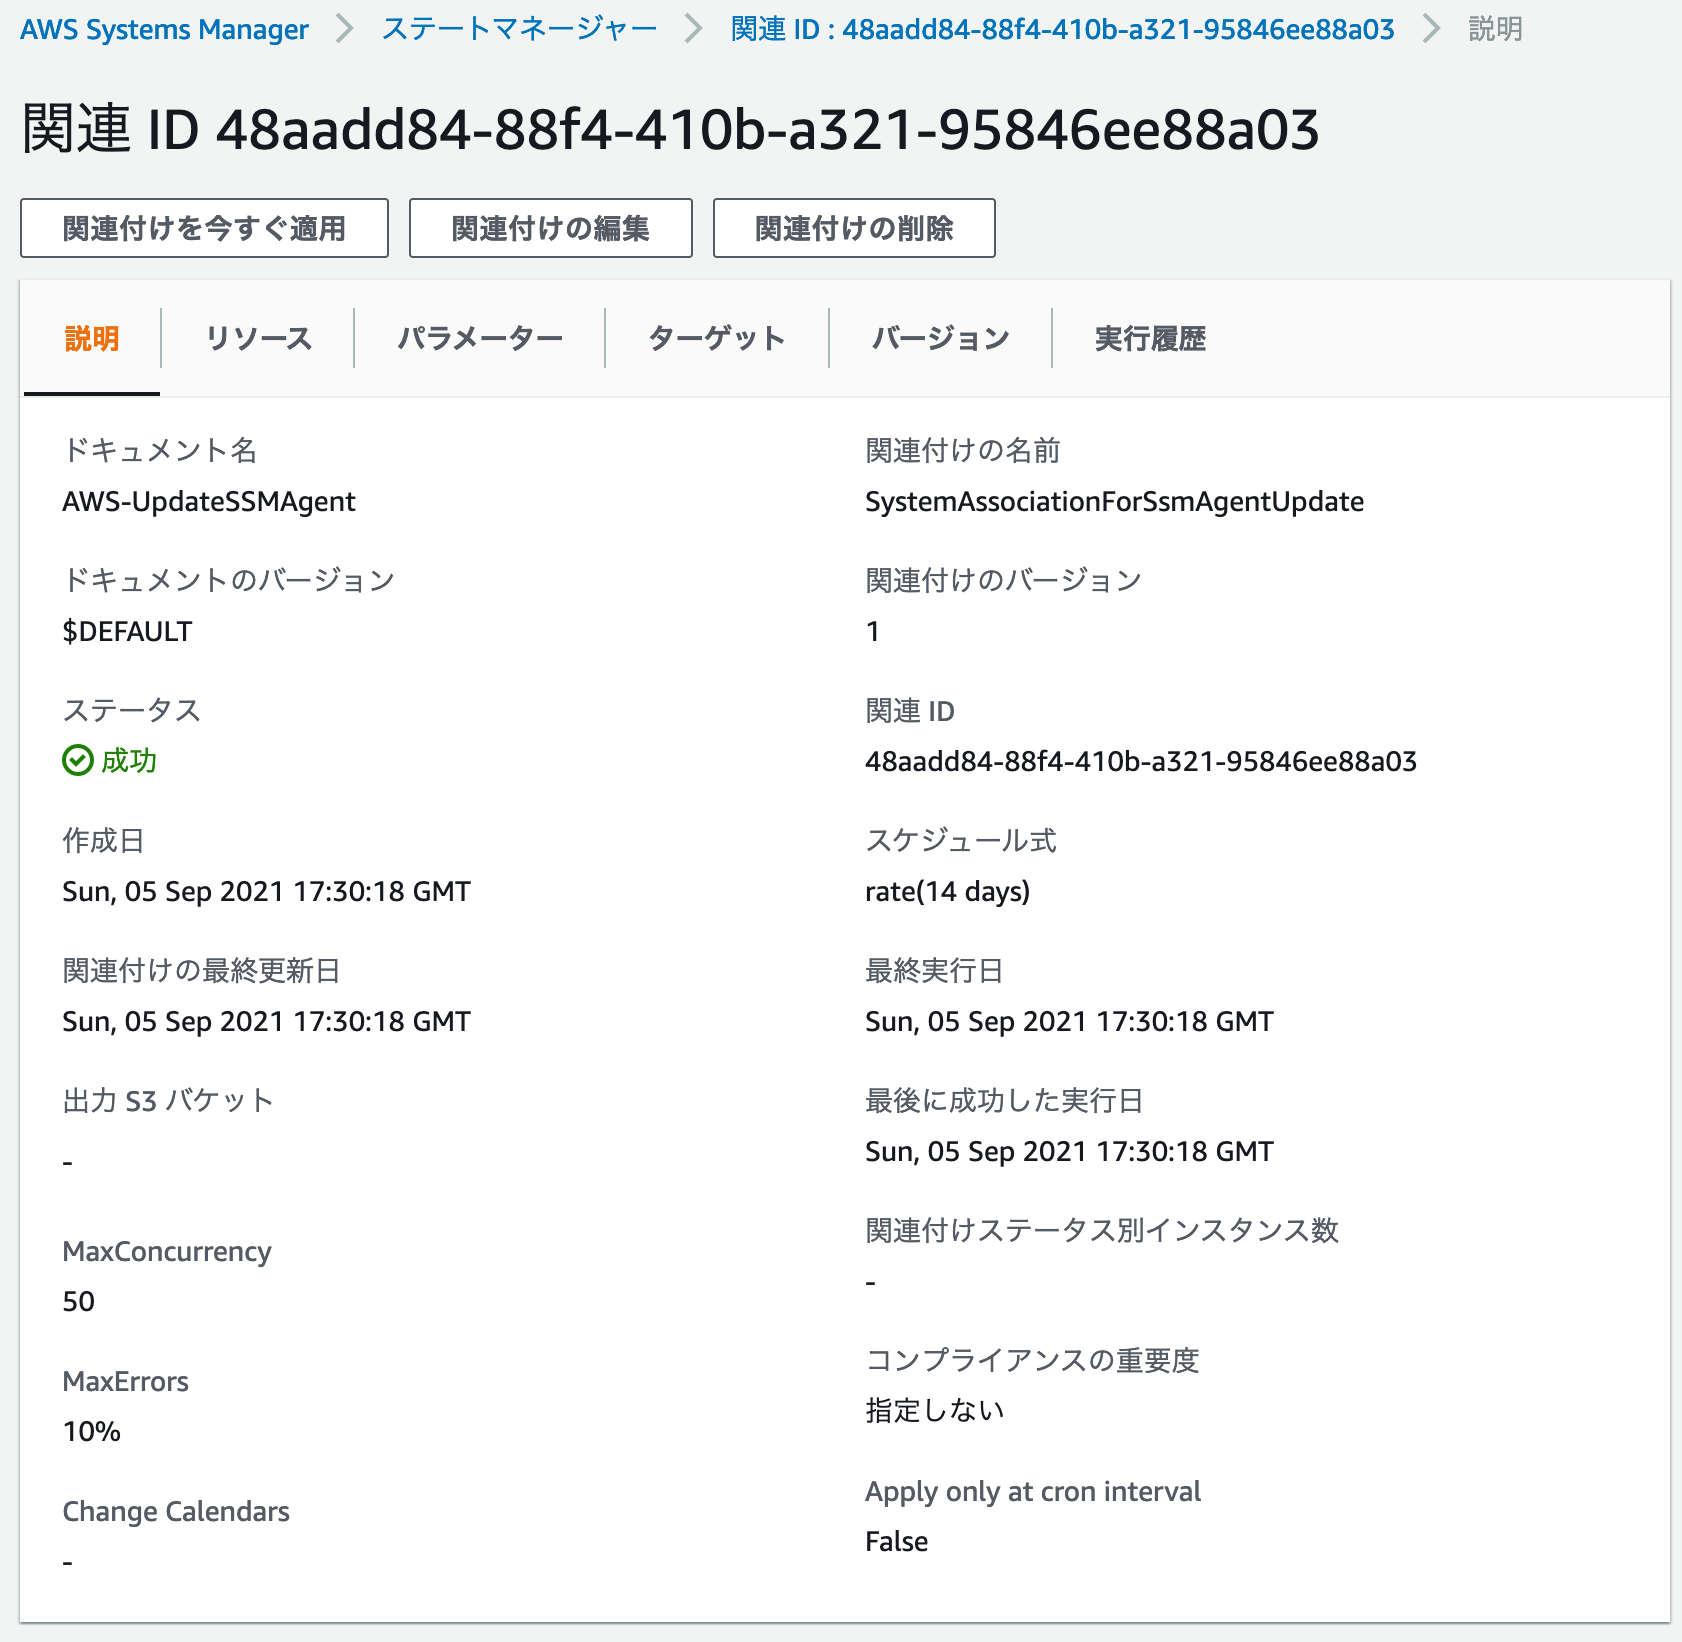 AWS Systems Manager > ステートマネージャー > 関連 ID : 48aadd84-88f4-410b-a321-95846ee88a03 > 説明
関連 ID 48aadd84-88f4-410b-a321-95846ee88a03
関連付けを今すぐ適用 関連付けの編集 関連付けの削除
説明 リソース パラメーター ターゲット バージョン 実行履歴
ドキュメント名
AWS-UpdateSSMAgent
ドキュメントのバージョン
$DEFAULT
ステータス
成功
作成日
Sun, 05 Sep 2021 17:30:18 GMT
関連付けの最終更新日
Sun, 05 Sep 2021 17:30:18 GMT
出力 S3 バケット
-
MaxConcurrency
50
MaxErrors
10%
Change Calendars
-
関連付けの名前
SystemAssociationForSsmAgentUpdate
関連付けのバージョン
1
関連 ID
48aadd84-88f4-410b-a321-95846ee88a03
スケジュール式
rate(14 days)
最終実行日
Sun, 05 Sep 2021 17:30:18 GMT
最後に成功した実行日
Sun, 05 Sep 2021 17:30:18 GMT
関連付けステータス別インスタンス数
-
コンプライアンスの重要度
指定しない
Apply only at cron interval
False